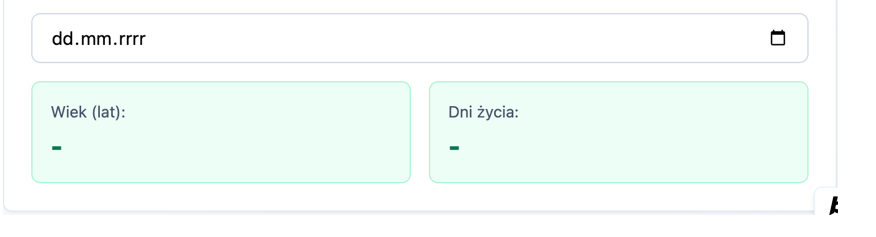 dd.mm.rrrr
Wiek (lat):
Dni życia:
-
-